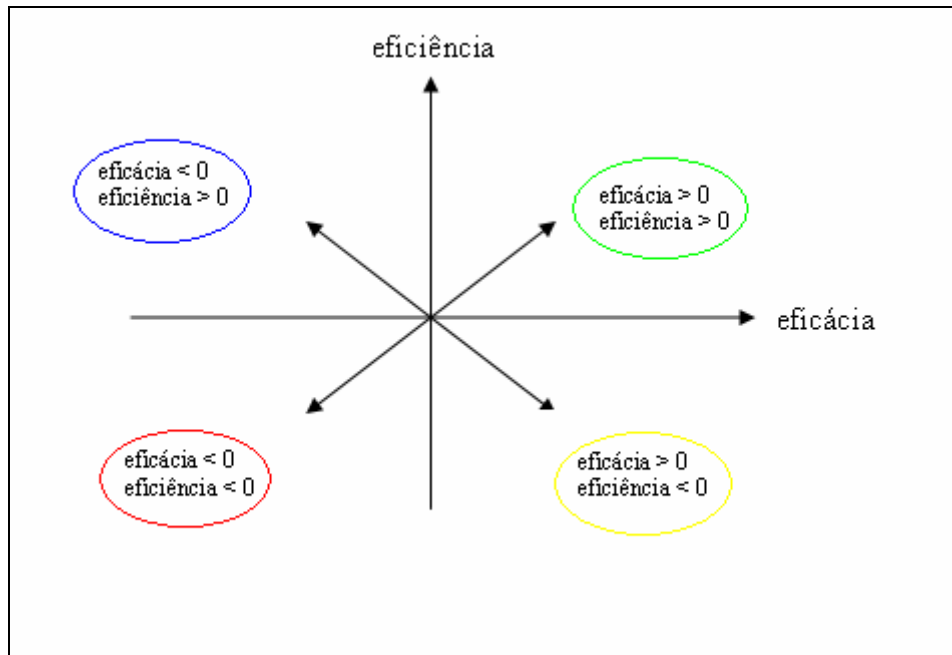 eficiência
eficácia < 0
eficiência > 0
eficácia > 0
eficiência > 0
eficácia
eficácia < 0
eficiência < 0
eficácia > 0
eficiência < 0